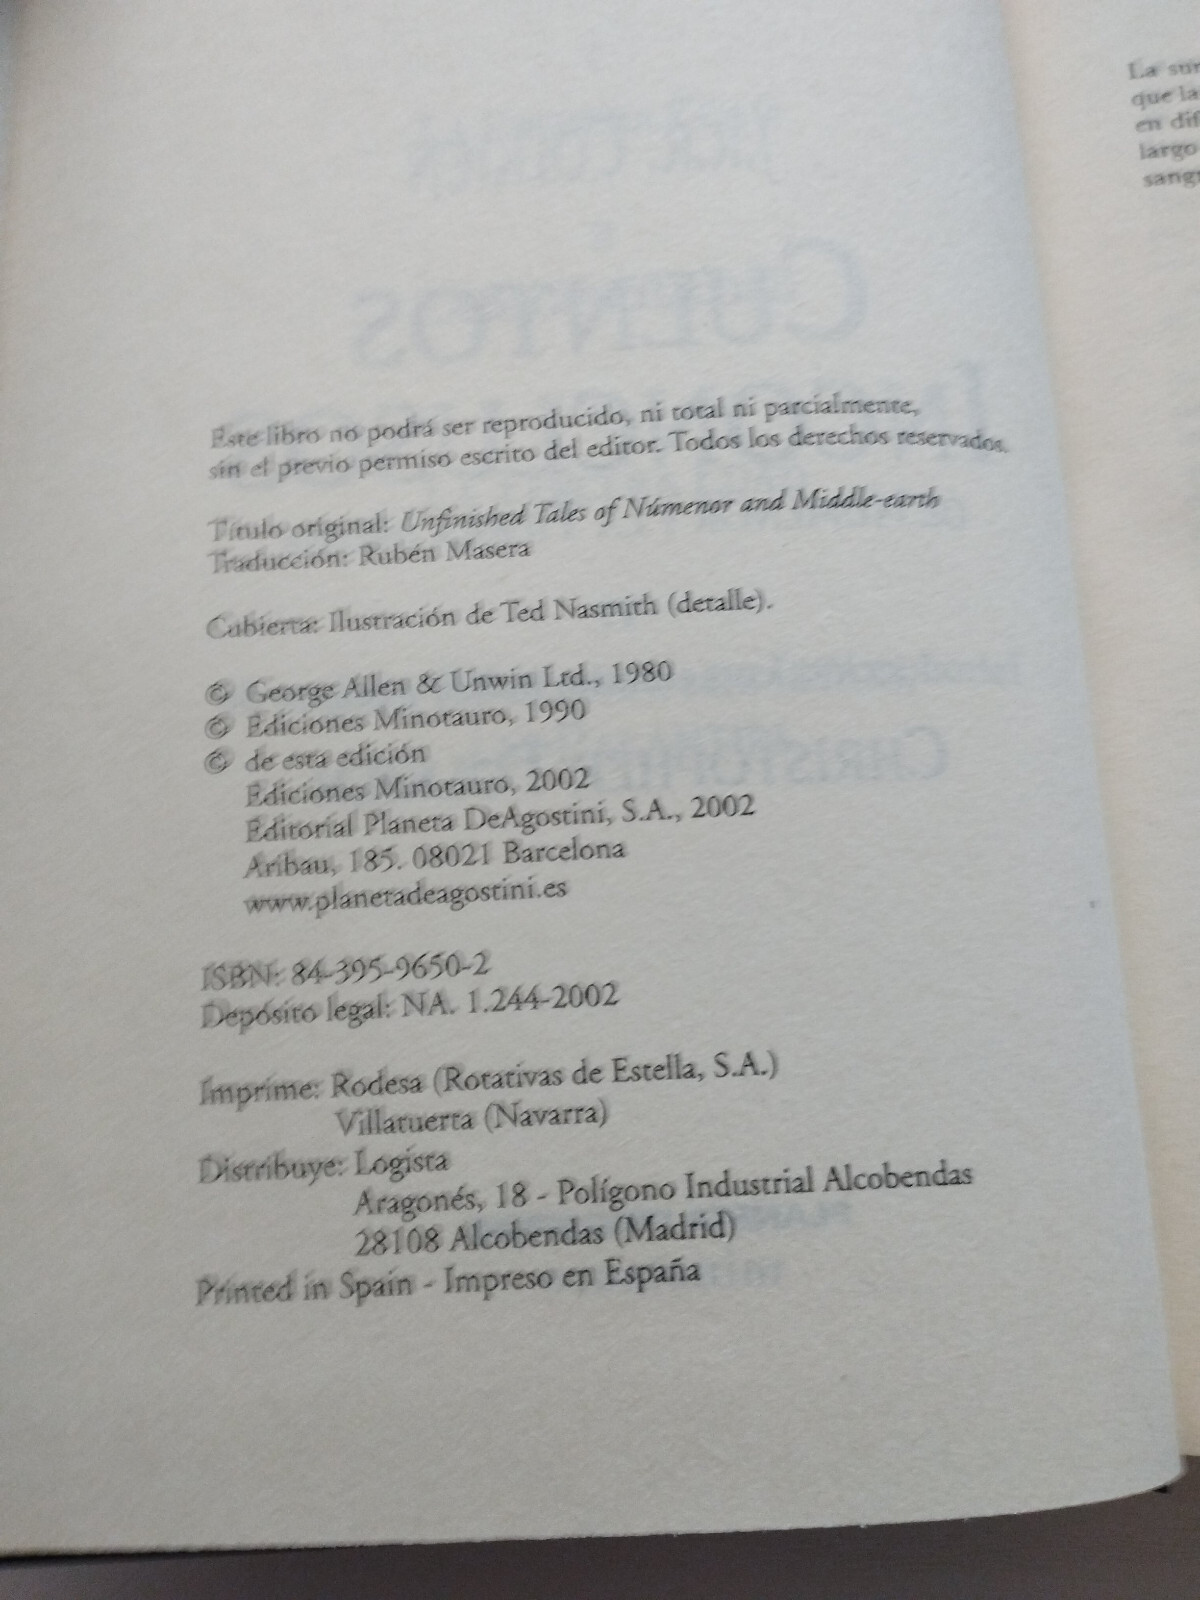 Este libro no podrá ser reproducido, ni total ni parcialmente,
sin el previo permiso escrito del editor. Todos los derechos reservados.
Título original: Unfinished Tales of Númenor and Middle-earth
Traducción: Rubén Masera
Cubierta: Ilustración de Ted Nasmith (detalle).
© George Allen & Unwin Ltd., 1980
© Ediciones Minotauro, 1990
© de esta edición
Ediciones Minotauro, 2002
Editorial Planeta DeAgostini, S.A., 2002
Aribau, 185. 08021 Barcelona
www.planetadeagostini.es
ISBN: 84-395-9650-2
Depósito legal: NA. 1.244-2002
Imprime: Rodesa (Rotativas de Estella, S.A.)
Villatuerta (Navarra)
Distribuye: Logista
Aragonés, 18 - Polígono Industrial Alcobendas
28108 Alcobendas (Madrid)
Printed in Spain - Impreso en España
La
que la
en
largo